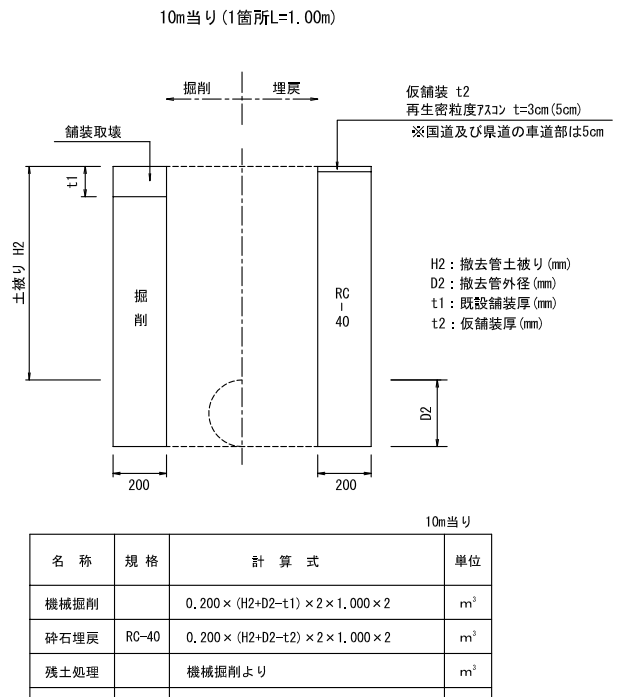 10m当り(1箇所L=1.00m)
掘削
埋戻
仮舗装 t2
再生密粒度アスコン t=3cm(5cm)
※国道及び県道の車道部は5cm
舗装取壊
t1
土被り H2
掘削
RC-40
H2：撤去管土被り(mm)
D2：撤去管外径(mm)
t1：既設舗装厚(mm)
t2：仮舗装厚(mm)
D2
200
200
10m当り
名 称 規 格 計 算 式 単位
機械掘削 0.200×(H2+D2-t1)×2×1.000×2 m³
砕石埋戻 RC-40 0.200×(H2+D2-t2)×2×1.000×2 m³
残土処理 機械掘削より m³